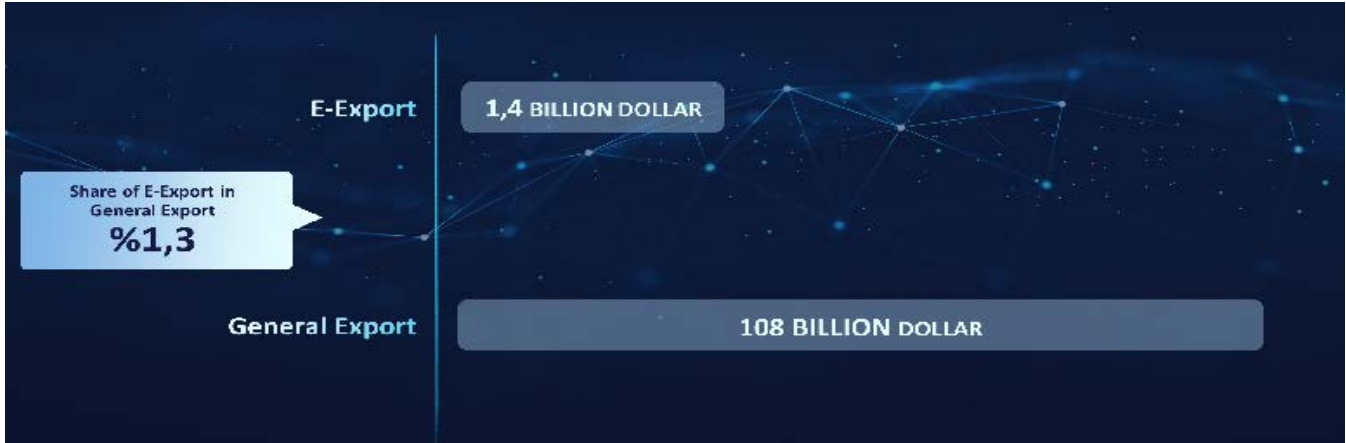 E-Export
1,4 BILLION DOLLAR
Share of E-Export in
General Export
%1,3
General Export
108 BILLION DOLLAR